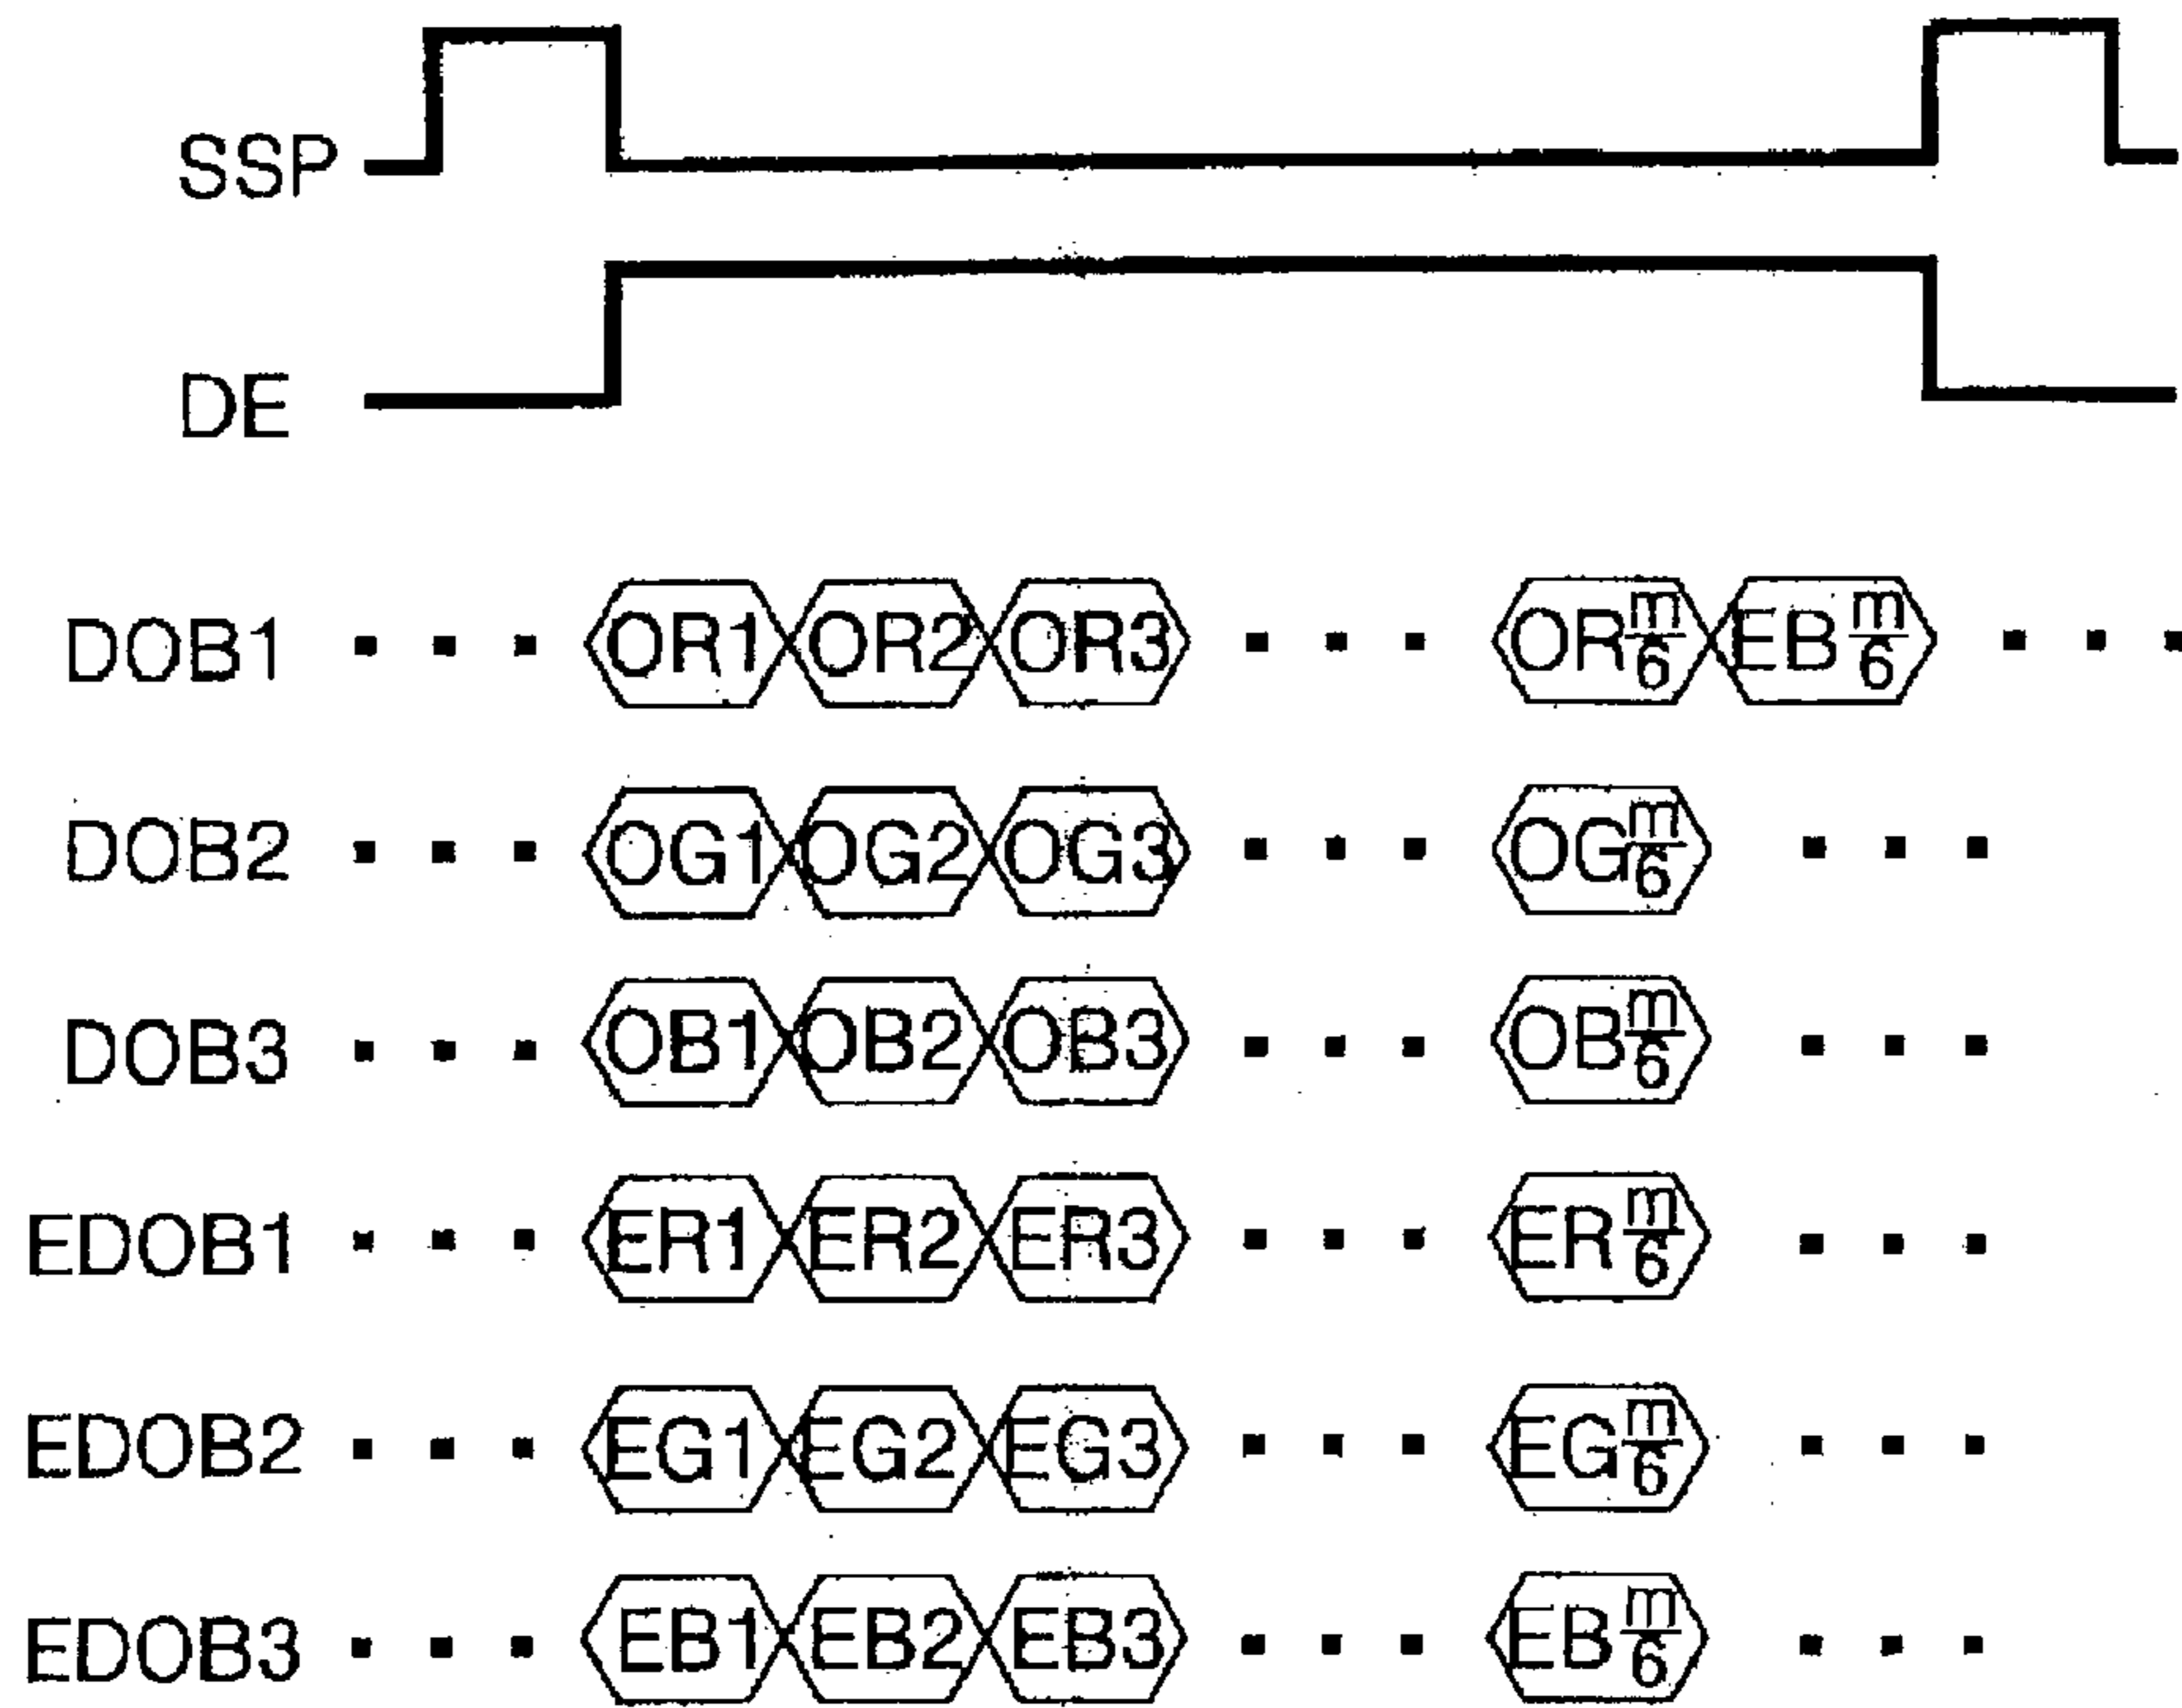 SSP
DE
DOB1 ▪ ▪ ▪ OR1 OR2 OR3 ▪ ▪ ▪ OR m/6 EB m/6 ▪ ▪ ▪
DOB2 ▪ ▪ ▪ OG1 OG2 OG3 ▪ ▪ ▪ OG m/6 ▪ ▪ ▪
DOB3 ▪ ▪ ▪ OB1 OB2 OB3 ▪ ▪ ▪ OB m/6 ▪ ▪ ▪
EDOB1 ▪ ▪ ▪ ER1 ER2 ER3 ▪ ▪ ▪ ER m/6 ▪ ▪ ▪
EDOB2 ▪ ▪ ▪ EG1 EG2 EG3 ▪ ▪ ▪ EG m/6 ▪ ▪ ▪
EDOB3 ▪ ▪ ▪ EB1 EB2 EB3 ▪ ▪ ▪ EB m/6 ▪ ▪ ▪